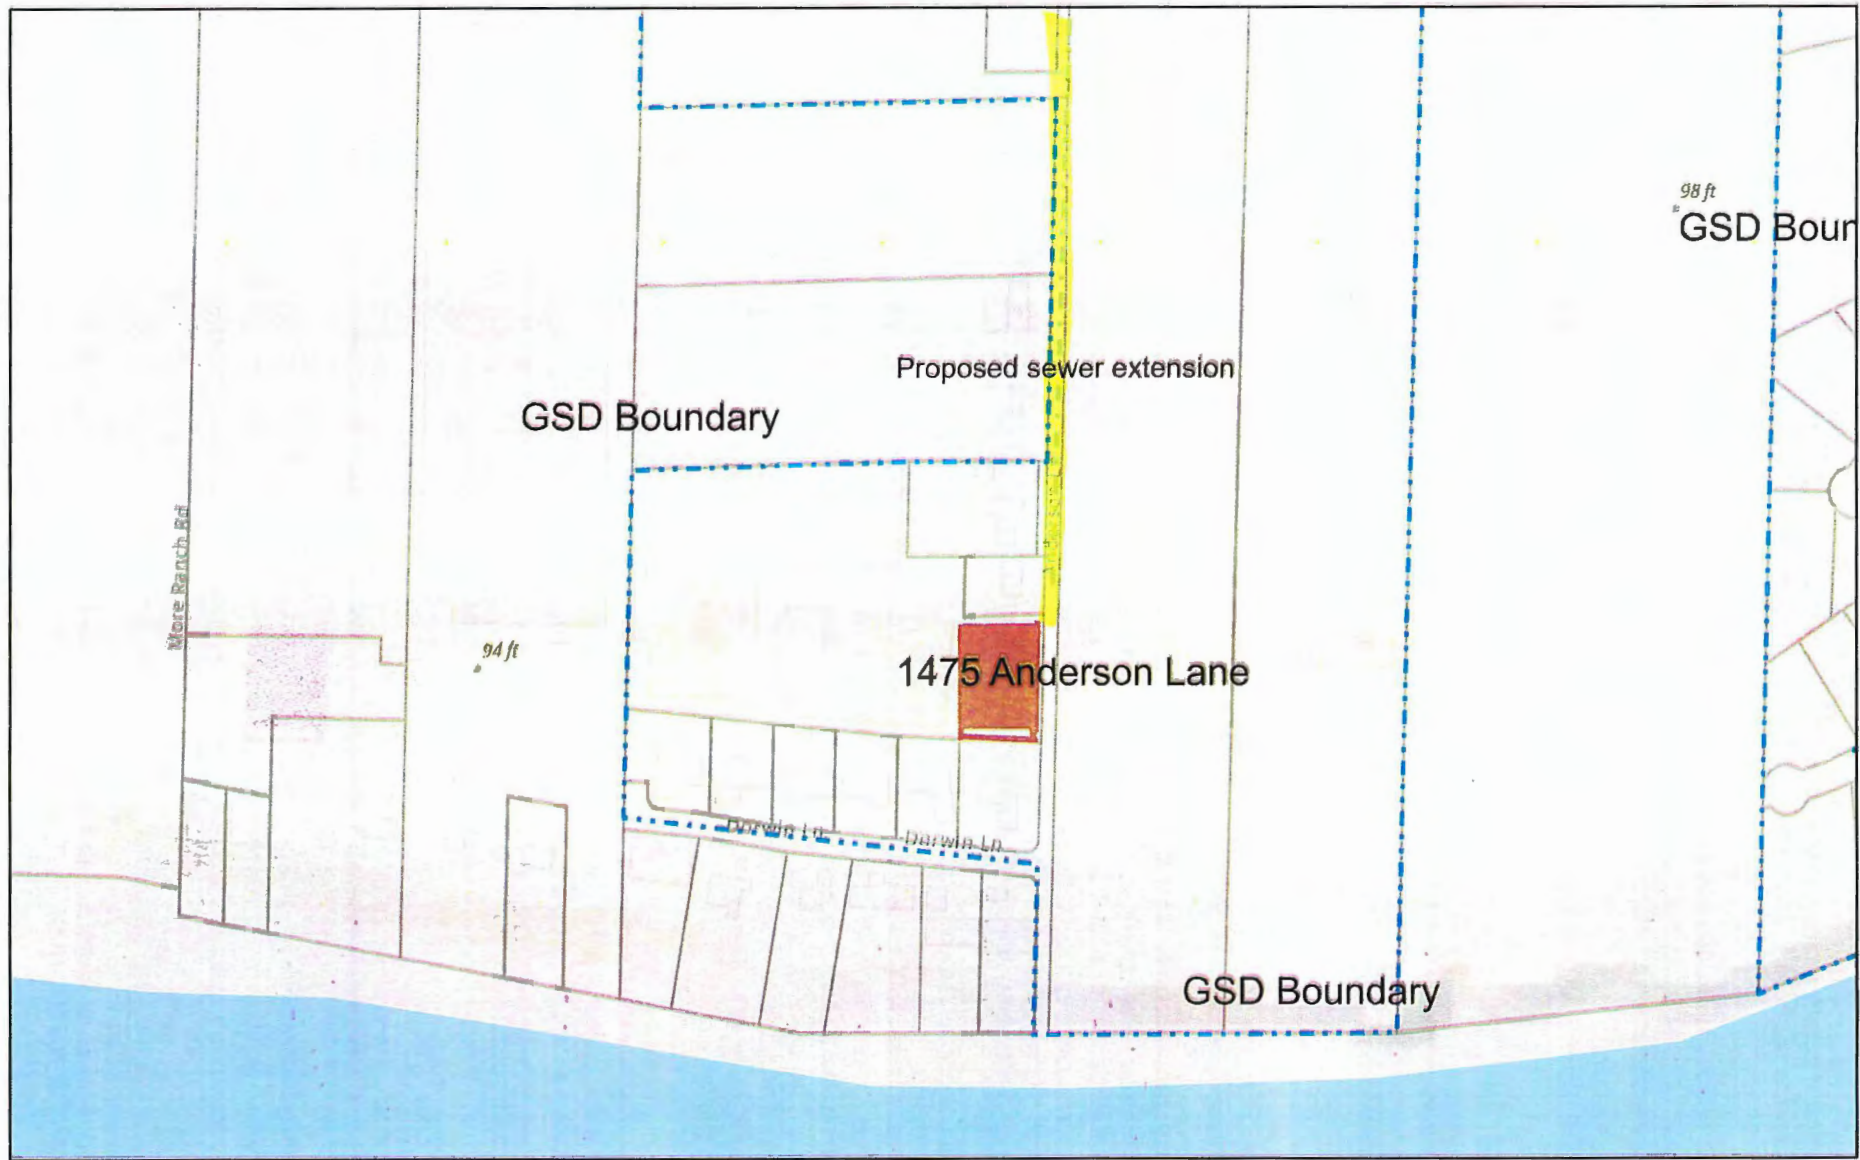 98 ft
GSD Boun
Proposed sewer extension
GSD Boundary
More Ranch Rd
94 ft
1475 Anderson Lane
Darwin Ln
Darwin Ln
GSD Boundary